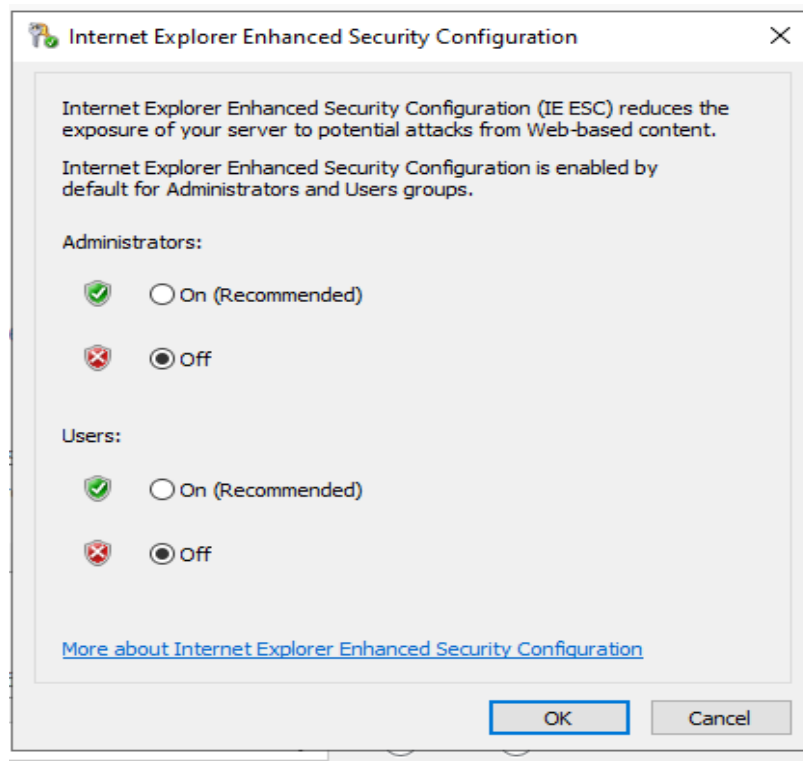 Internet Explorer Enhanced Security Configuration
Internet Explorer Enhanced Security Configuration (IE ESC) reduces the
exposure of your server to potential attacks from Web-based content.
Internet Explorer Enhanced Security Configuration is enabled by
default for Administrators and Users groups.
Administrators:
On (Recommended)
Off
Users:
On (Recommended)
Off
More about Internet Explorer Enhanced Security Configuration
OK Cancel